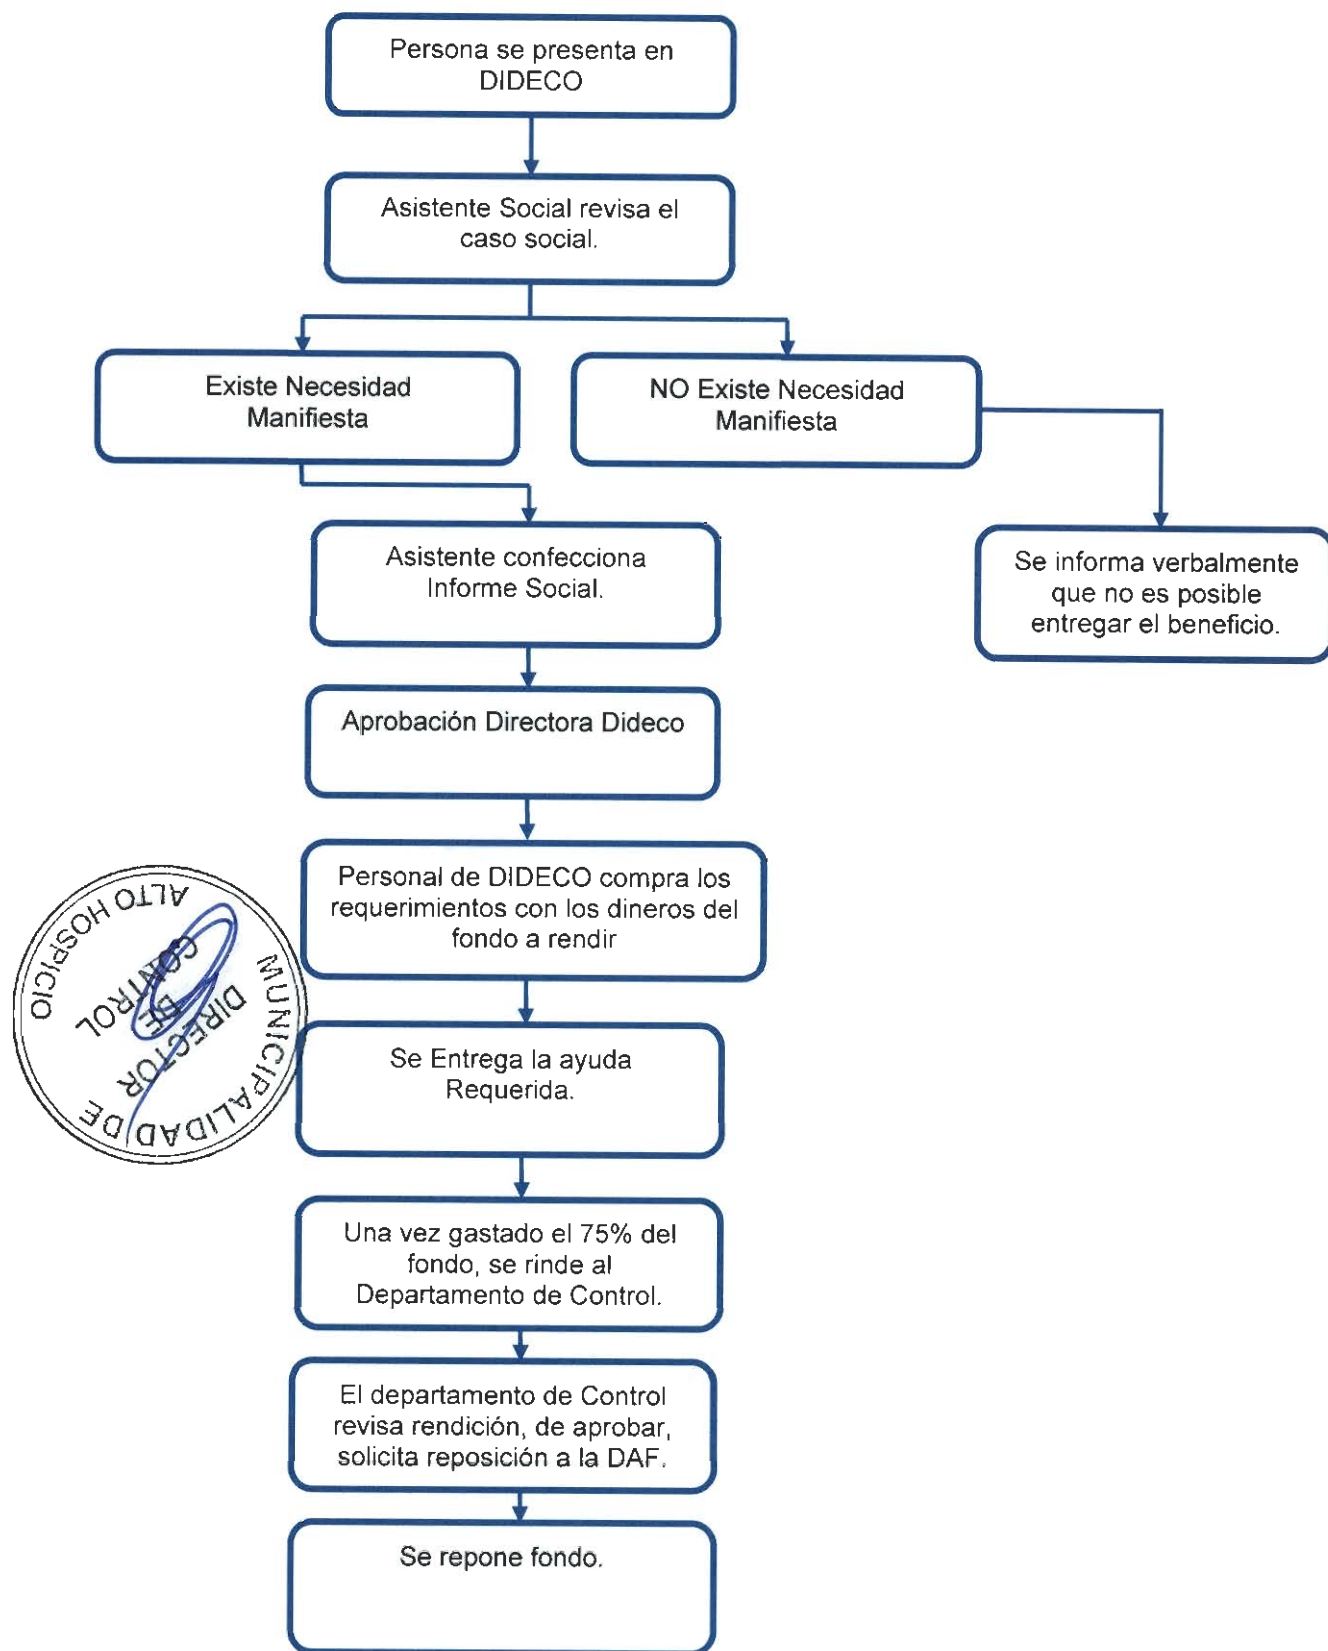 Persona se presenta en
DIDECO
Asistente Social revisa el
caso social.
Existe Necesidad
Manifiesta
NO Existe Necesidad
Manifiesta
Asistente confecciona
Informe Social.
Se informa verbalmente
que no es posible
entregar el beneficio.
Aprobación Directora Dideco
Personal de DIDECO compra los
requerimientos con los dineros del
fondo a rendir
MUNICIPALIDAD DE
ALTO HOSPICIO
DIRECTOR
DE
CONTROL
Se Entrega la ayuda
Requerida.
Una vez gastado el 75% del
fondo, se rinde al
Departamento de Control.
El departamento de Control
revisa rendición, de aprobar,
solicita reposición a la DAF.
Se repone fondo.